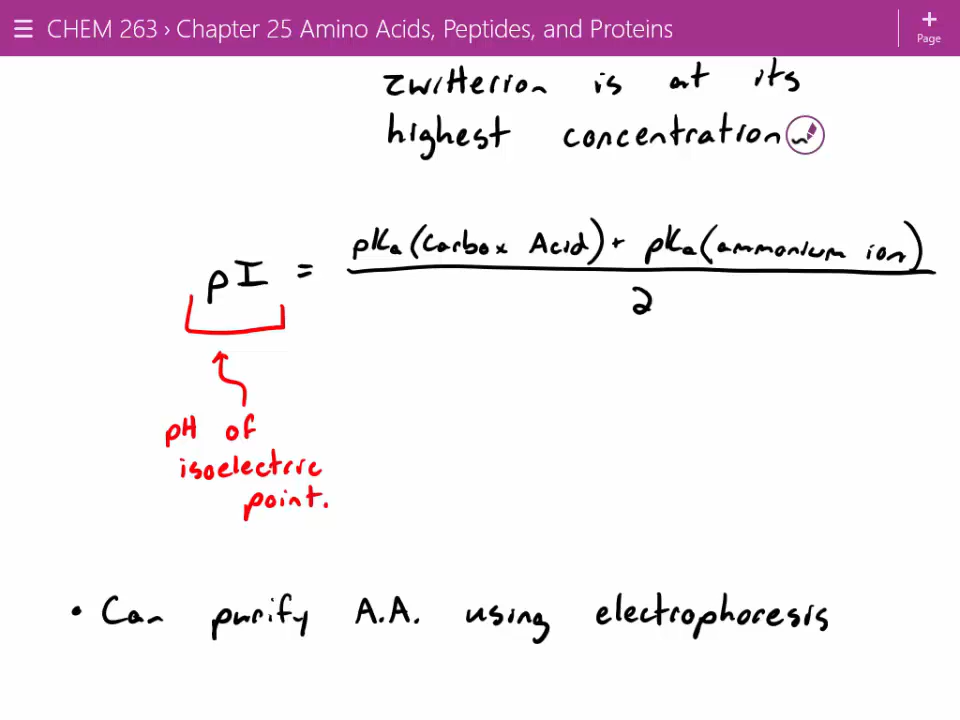 CHEM 263 › Chapter 25 Amino Acids, Peptides, and Proteins
Page
Zwitterion is at its
highest concentration
pI = pKa (Carbox Acid) + pKa (ammonium ion)
2
pH of
isoelectric
point.
• Can purify A.A. using electrophoresis